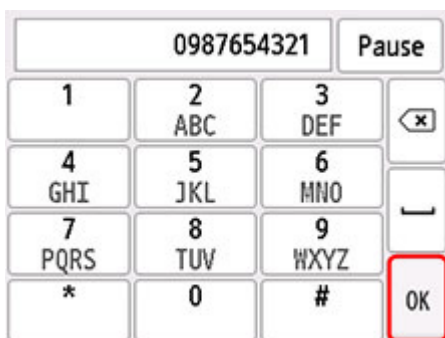 0987654321 Pause
1 2 3
ABC DEF
4 5 6
GHI JKL MNO
7 8 9
PQRS TUV WXYZ
* 0 # OK